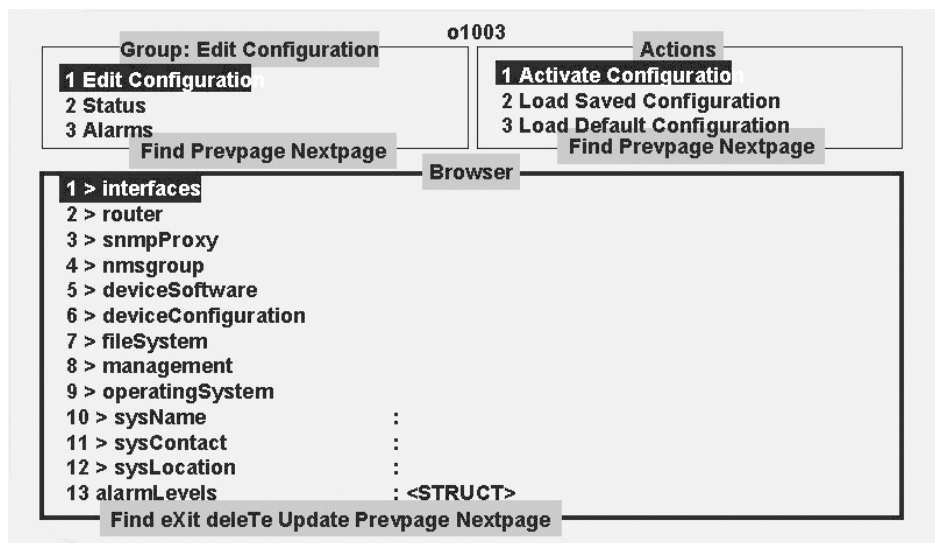 o1003
Group: Edit Configuration
1 Edit Configuration
2 Status
3 Alarms
Find Prevpage Nextpage
Actions
1 Activate Configuration
2 Load Saved Configuration
3 Load Default Configuration
Find Prevpage Nextpage
Browser
1 > interfaces
2 > router
3 > snmpProxy
4 > nmsgroup
5 > deviceSoftware
6 > deviceConfiguration
7 > fileSystem
8 > management
9 > operatingSystem
10 > sysName :
11 > sysContact :
12 > sysLocation :
13 alarmLevels : <STRUCT>
Find eXit deleTe Update Prevpage Nextpage